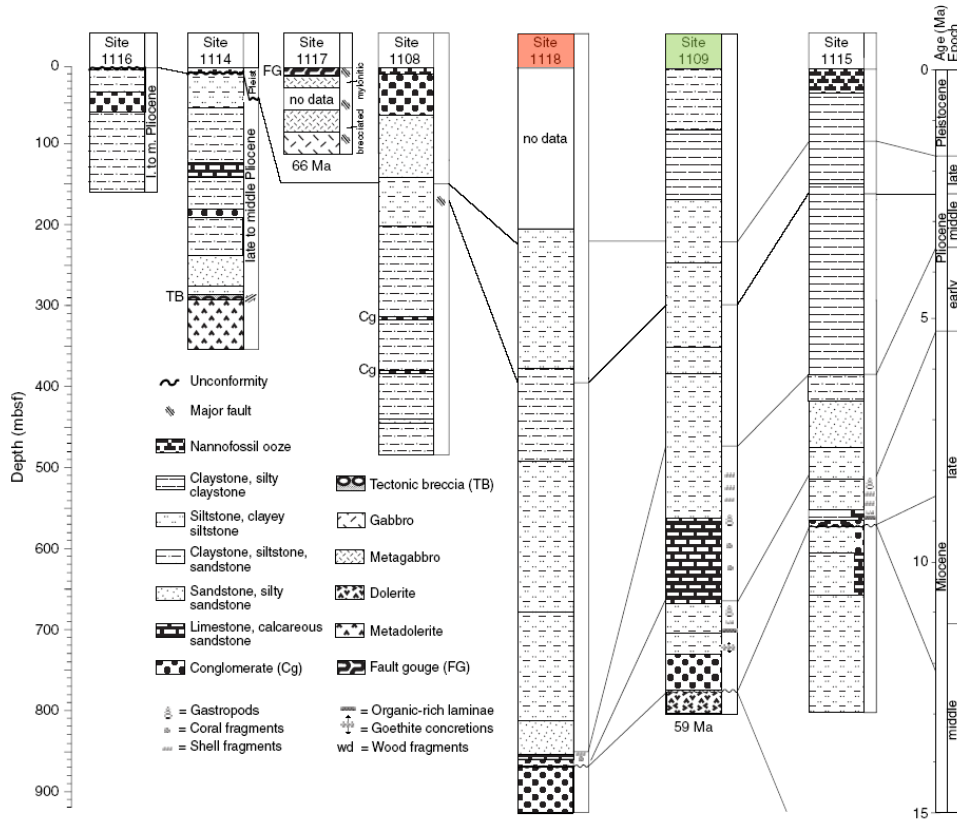 Site 1116
Site 1114
Site 1117
Site 1108
Site 1118
Site 1109
Site 1115
Age (Ma)
Epoch
0
100
200
300
400
500
600
700
800
900
Depth (mbsf)
l. to m. Pliocene
Pleist
late to middle Pliocene
TB
FG
no data
mylonitic
brecciated
66 Ma
Cg
Cg
no data
59 Ma
0
5
10
15
Pleistocene
late
middle
early
Pliocene
late
middle
Miocene
Unconformity
Major fault
Nannofossil ooze
Claystone, silty
claystone
Siltstone, clayey
siltstone
Claystone, siltstone,
sandstone
Sandstone, silty
sandstone
Limestone, calcareous
sandstone
Conglomerate (Cg)
Tectonic breccia (TB)
Gabbro
Metagabbro
Dolerite
Metadolerite
Fault gouge (FG)
= Gastropods
= Coral fragments
= Shell fragments
= Organic-rich laminae
= Goethite concretions
wd = Wood fragments